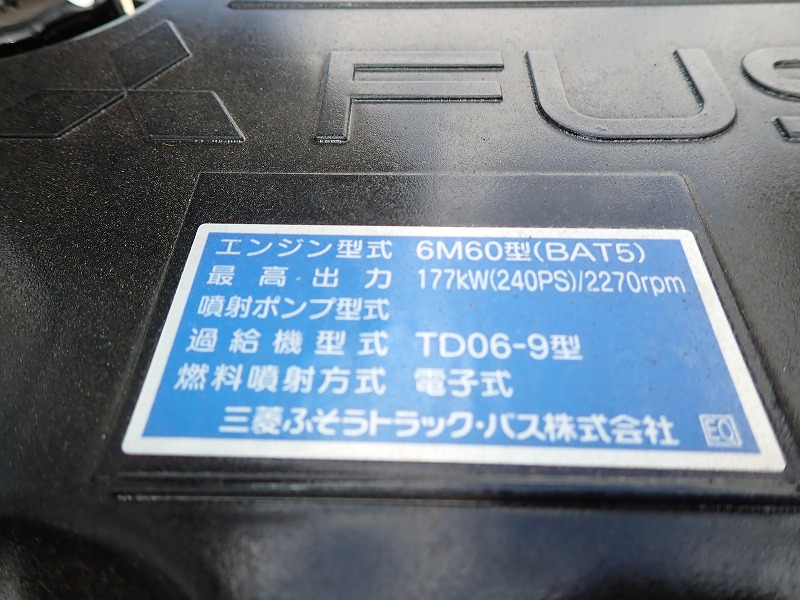 FUS
エンジン型式 6M60型(BAT5)
最高出力 177kW(240PS)/2270rpm
噴射ポンプ型式
過給機型式 TD06-9型
燃料噴射方式 電子式
三菱ふそうトラック・バス株式会社 EO